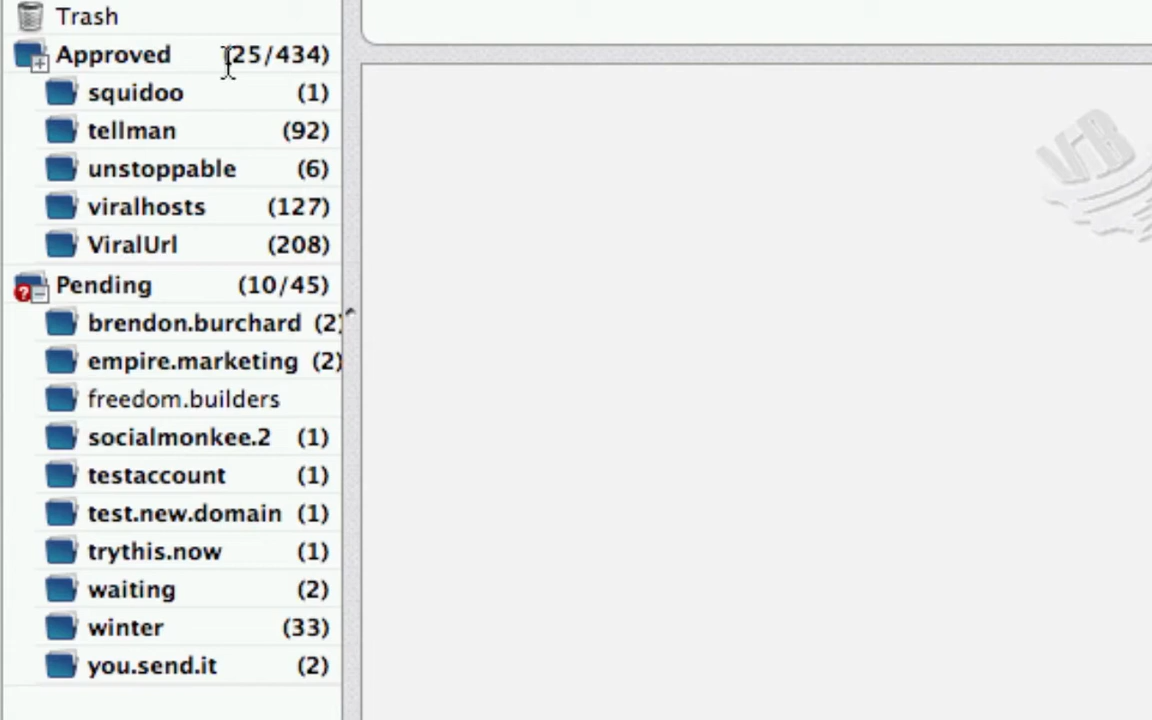 Trash
Approved (25/434)
squidoo (1)
tellman (92)
unstoppable (6)
viralhosts (127)
ViralUrl (208)
Pending (10/45)
brendon.burchard (2)
empire.marketing (2)
freedom.builders
socialmonkee.2 (1)
testaccount (1)
test.new.domain (1)
trythis.now (1)
waiting (2)
winter (33)
you.send.it (2)